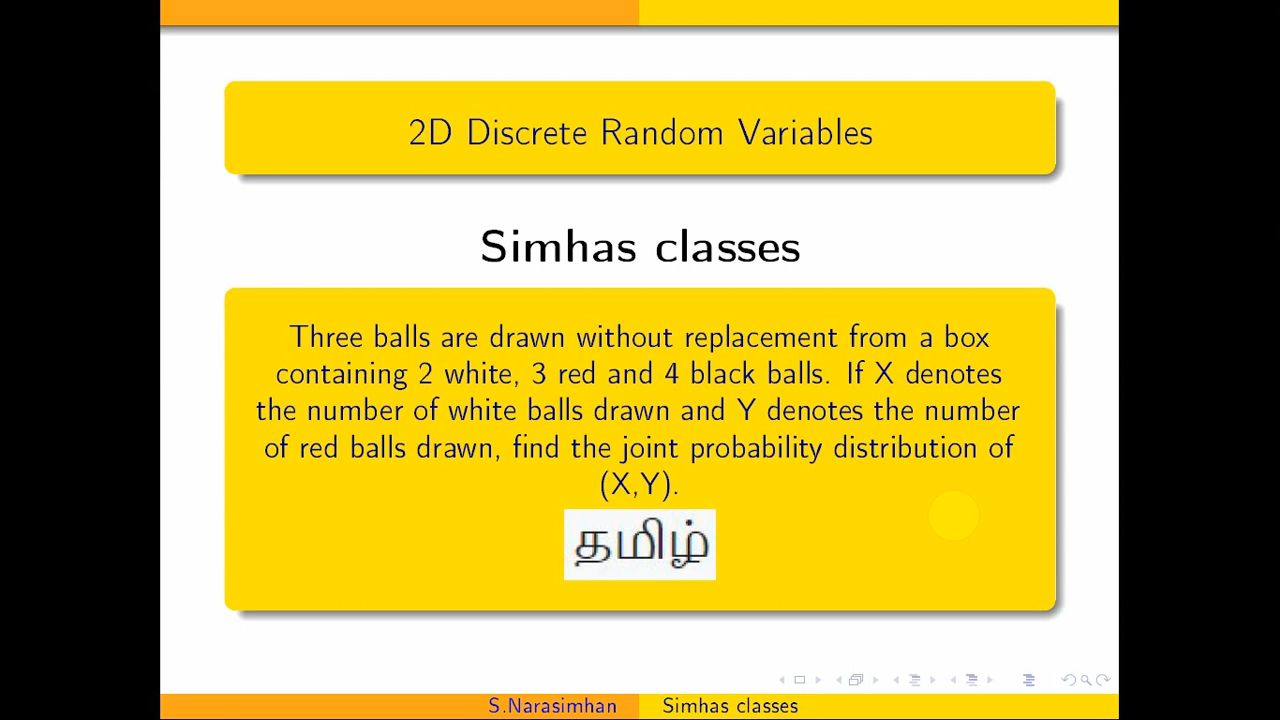 2D Discrete Random Variables
Simhas classes
Three balls are drawn without replacement from a box
containing 2 white, 3 red and 4 black balls. If X denotes
the number of white balls drawn and Y denotes the number
of red balls drawn, find the joint probability distribution of
(X,Y).
தமிழ்
S.Narasimhan Simhas classes